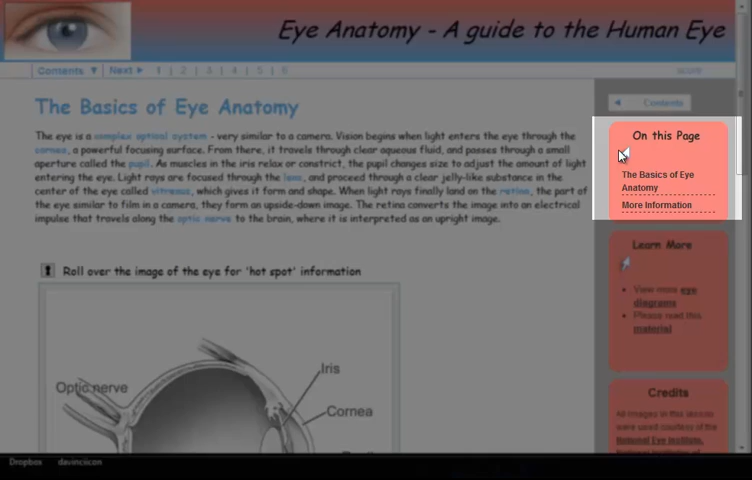 Eye Anatomy - A guide to the Human Eye
Contents ▼ | Next ► 1 | 2 | 3 | 4 | 5 | 6
score
The Basics of Eye Anatomy
The eye is a complex optical system - very similar to a camera. Vision begins when light enters the eye through the
cornea, a powerful focusing surface. From there, it travels through clear aqueous fluid, and passes through a small
aperture called the pupil. As muscles in the iris relax or constrict, the pupil changes size to adjust the amount of light
entering the eye. Light rays are focused through the lens, and proceed through a clear jelly-like substance in the
center of the eye called vitreous, which gives it form and shape. When light rays finally land on the retina, the part of
the eye similar to film in a camera, they form an upside-down image. The retina converts the image into an electrical
impulse that travels along the optic nerve to the brain, where it is interpreted as an upright image.
Roll over the image of the eye for 'hot spot' information
Optic nerve
Iris
Cornea
◄ Contents
On this Page
The Basics of Eye
Anatomy
More Information
Learn More
• View more eye
diagrams
• Please read this
material
Credits
All images in this lesson
were used courtesy of the
National Eye Institute,
National Institutes of
Dropbox davinciicon